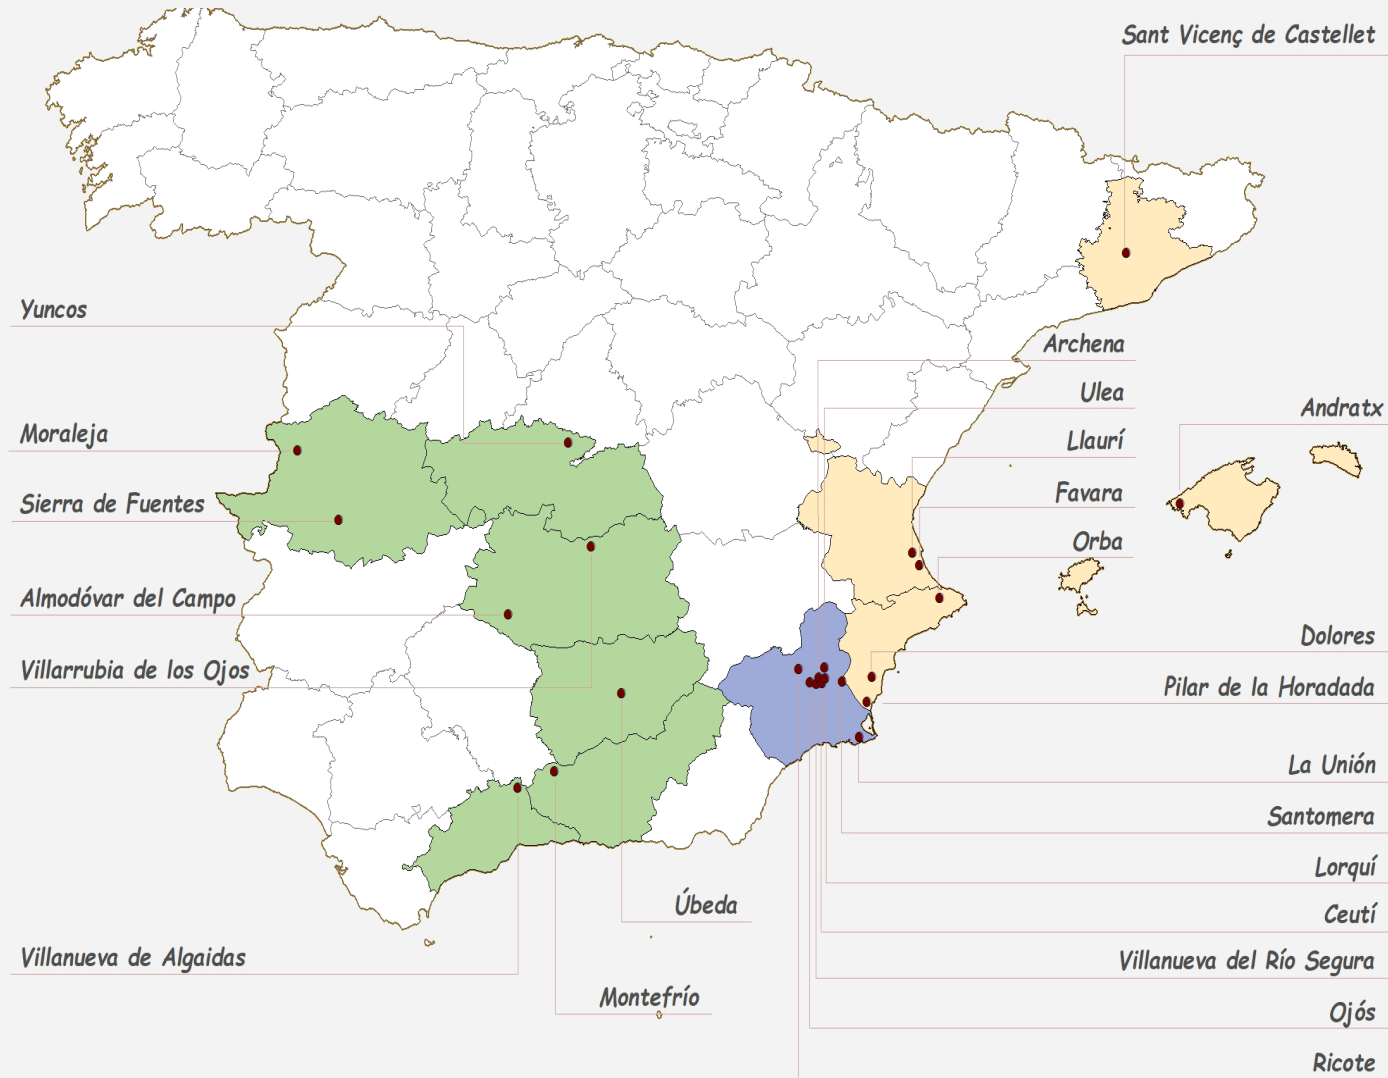 Sant Vicenç de Castellet
Yuncos
Archena
Ulea
Andratx
Moraleja
Llaurí
Favara
Sierra de Fuentes
Orba
Almodóvar del Campo
Dolores
Villarrubia de los Ojos
Pilar de la Horadada
La Unión
Santomera
Lorquí
Úbeda
Ceutí
Villanueva de Algaidas
Villanueva del Río Segura
Montefrío
Ojós
Ricote